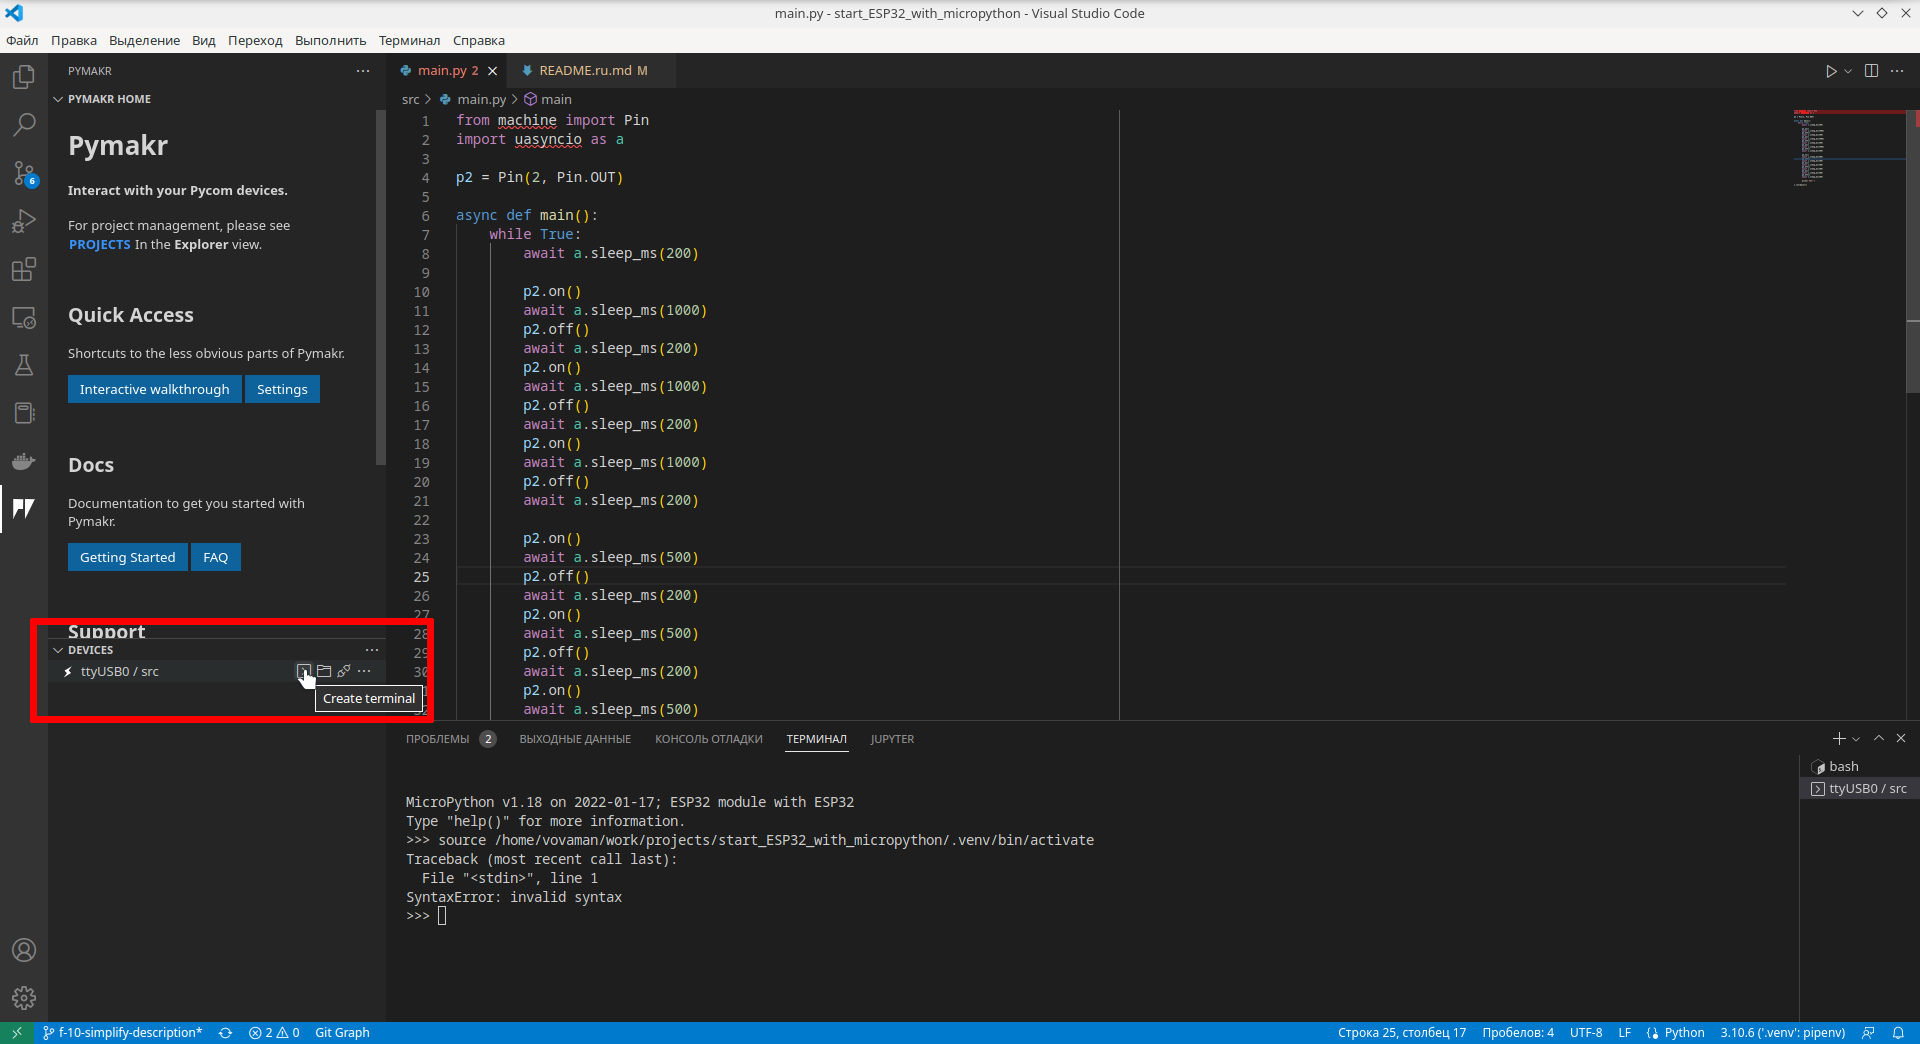 main.py - start_ESP32_with_micropython - Visual Studio Code
Файл Правка Выделение Вид Переход Выполнить Терминал Справка
PYMAKR
PYMAKR HOME
Pymakr
Interact with your Pycom devices.
For project management, please see
PROJECTS In the Explorer view.
Quick Access
Shortcuts to the less obvious parts of Pymakr.
Interactive walkthrough
Settings
Docs
Documentation to get you started with
Pymakr.
Getting Started
FAQ
Support
DEVICES
ttyUSB0 / src
Create terminal
6
main.py 2
README.ru.md M
src > main.py > main
1 from machine import Pin
2 import uasyncio as a
3
4 p2 = Pin(2, Pin.OUT)
5
6 async def main():
7 while True:
8 await a.sleep_ms(200)
9
10 p2.on()
11 await a.sleep_ms(1000)
12 p2.off()
13 await a.sleep_ms(200)
14 p2.on()
15 await a.sleep_ms(1000)
16 p2.off()
17 await a.sleep_ms(200)
18 p2.on()
19 await a.sleep_ms(1000)
20 p2.off()
21 await a.sleep_ms(200)
22
23 p2.on()
24 await a.sleep_ms(500)
25 p2.off()
26 await a.sleep_ms(200)
27 p2.on()
28 await a.sleep_ms(500)
29 p2.off()
30 await a.sleep_ms(200)
p2.on()
await a.sleep_ms(500)
ПРОБЛЕМЫ 2 ВЫХОДНЫЕ ДАННЫЕ КОНСОЛЬ ОТЛАДКИ ТЕРМИНАЛ JUPYTER
MicroPython v1.18 on 2022-01-17; ESP32 module with ESP32
Type "help()" for more information.
>>> source /home/vovaman/work/projects/start_ESP32_with_micropython/.venv/bin/activate
Traceback (most recent call last):
File "<stdin>", line 1
SyntaxError: invalid syntax
>>>
bash
ttyUSB0 / src
f-10-simplify-description* 2 0 Git Graph Строка 25, столбец 17 Пробелов: 4 UTF-8 LF Python 3.10.6 ('.venv': pipenv)